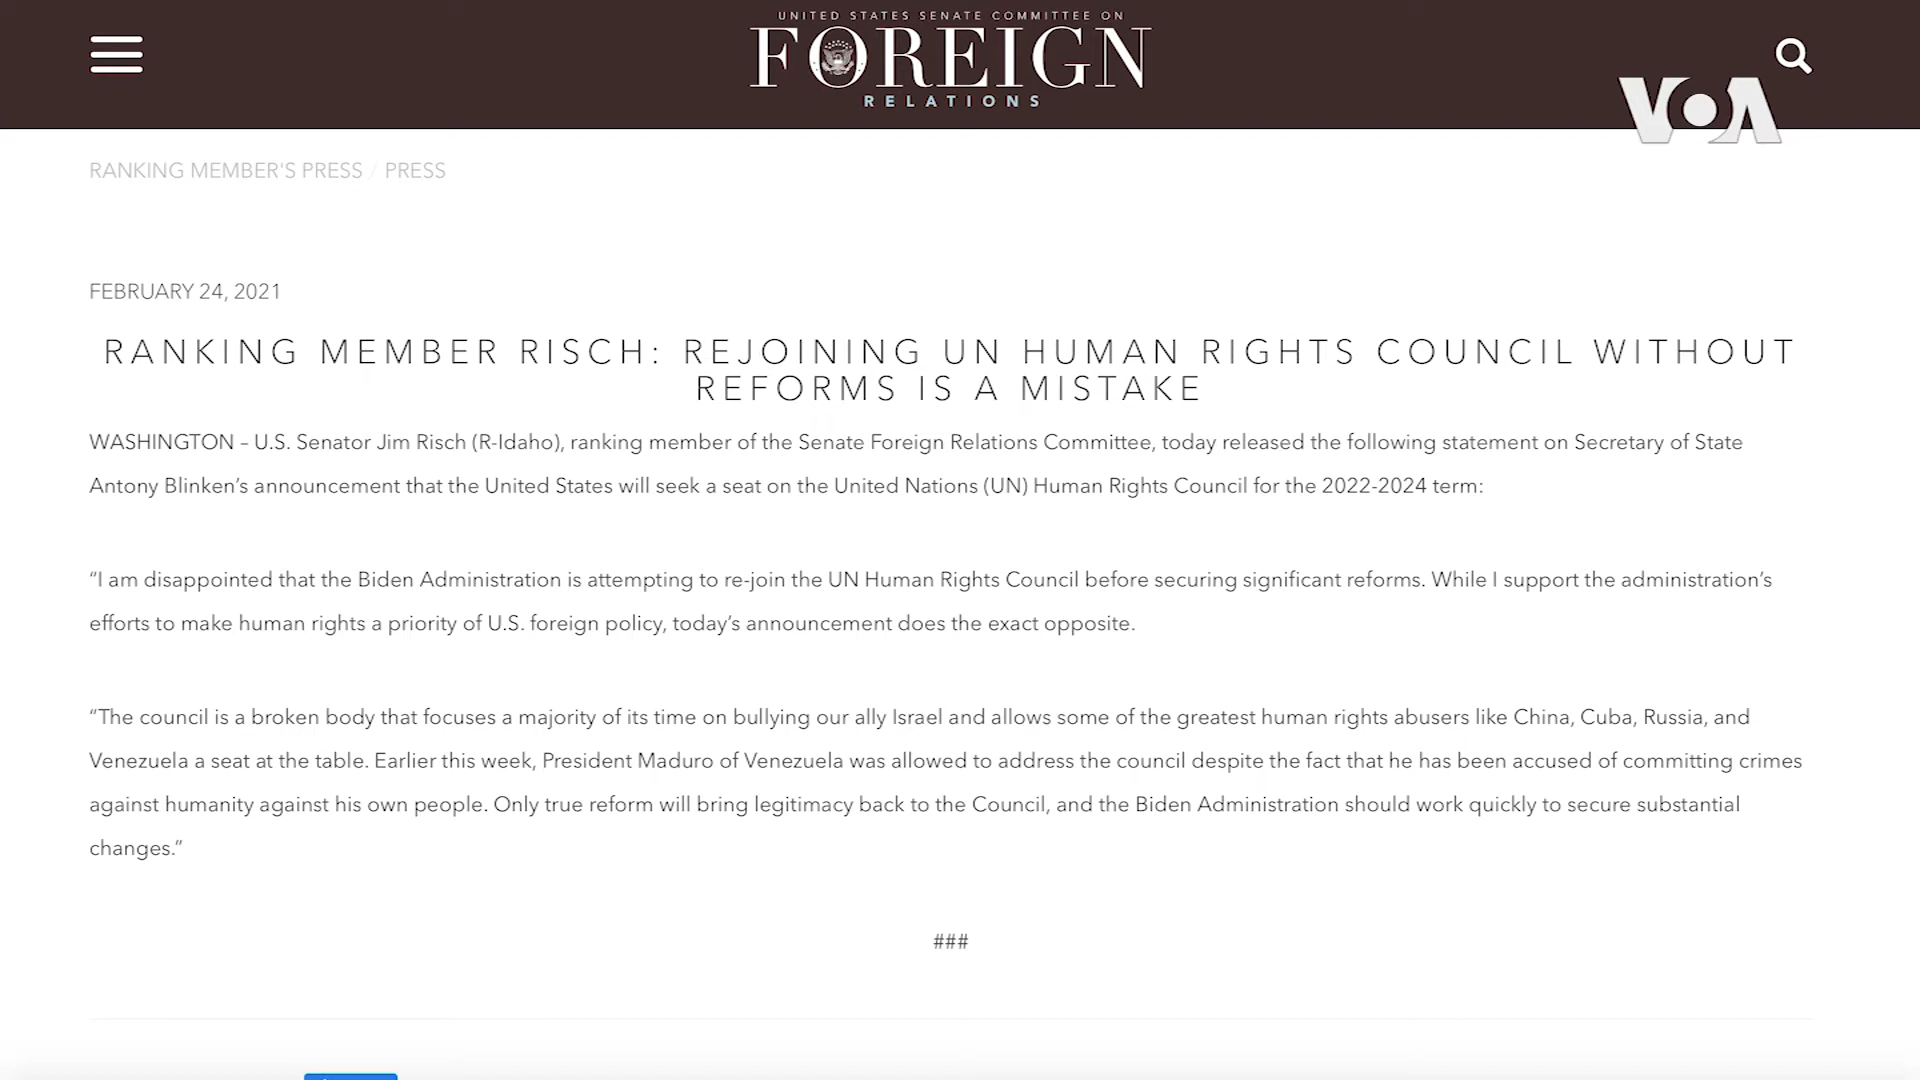 UNITED STATES SENATE COMMITTEE ON
FOREIGN
RELATIONS
VOA
RANKING MEMBER'S PRESS / PRESS
FEBRUARY 24, 2021
RANKING MEMBER RISCH: REJOINING UN HUMAN RIGHTS COUNCIL WITHOUT
REFORMS IS A MISTAKE
WASHINGTON – U.S. Senator Jim Risch (R-Idaho), ranking member of the Senate Foreign Relations Committee, today released the following statement on Secretary of State
Antony Blinken’s announcement that the United States will seek a seat on the United Nations (UN) Human Rights Council for the 2022-2024 term:
“I am disappointed that the Biden Administration is attempting to re-join the UN Human Rights Council before securing significant reforms. While I support the administration’s
efforts to make human rights a priority of U.S. foreign policy, today’s announcement does the exact opposite.
“The council is a broken body that focuses a majority of its time on bullying our ally Israel and allows some of the greatest human rights abusers like China, Cuba, Russia, and
Venezuela a seat at the table. Earlier this week, President Maduro of Venezuela was allowed to address the council despite the fact that he has been accused of committing crimes
against humanity against his own people. Only true reform will bring legitimacy back to the Council, and the Biden Administration should work quickly to secure substantial
changes.”
###